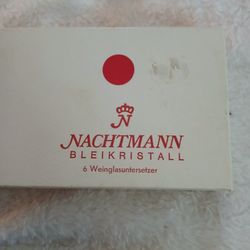 N
NACHTMANN
BLEIKRISTALL
6 Weinglasuntersetzer